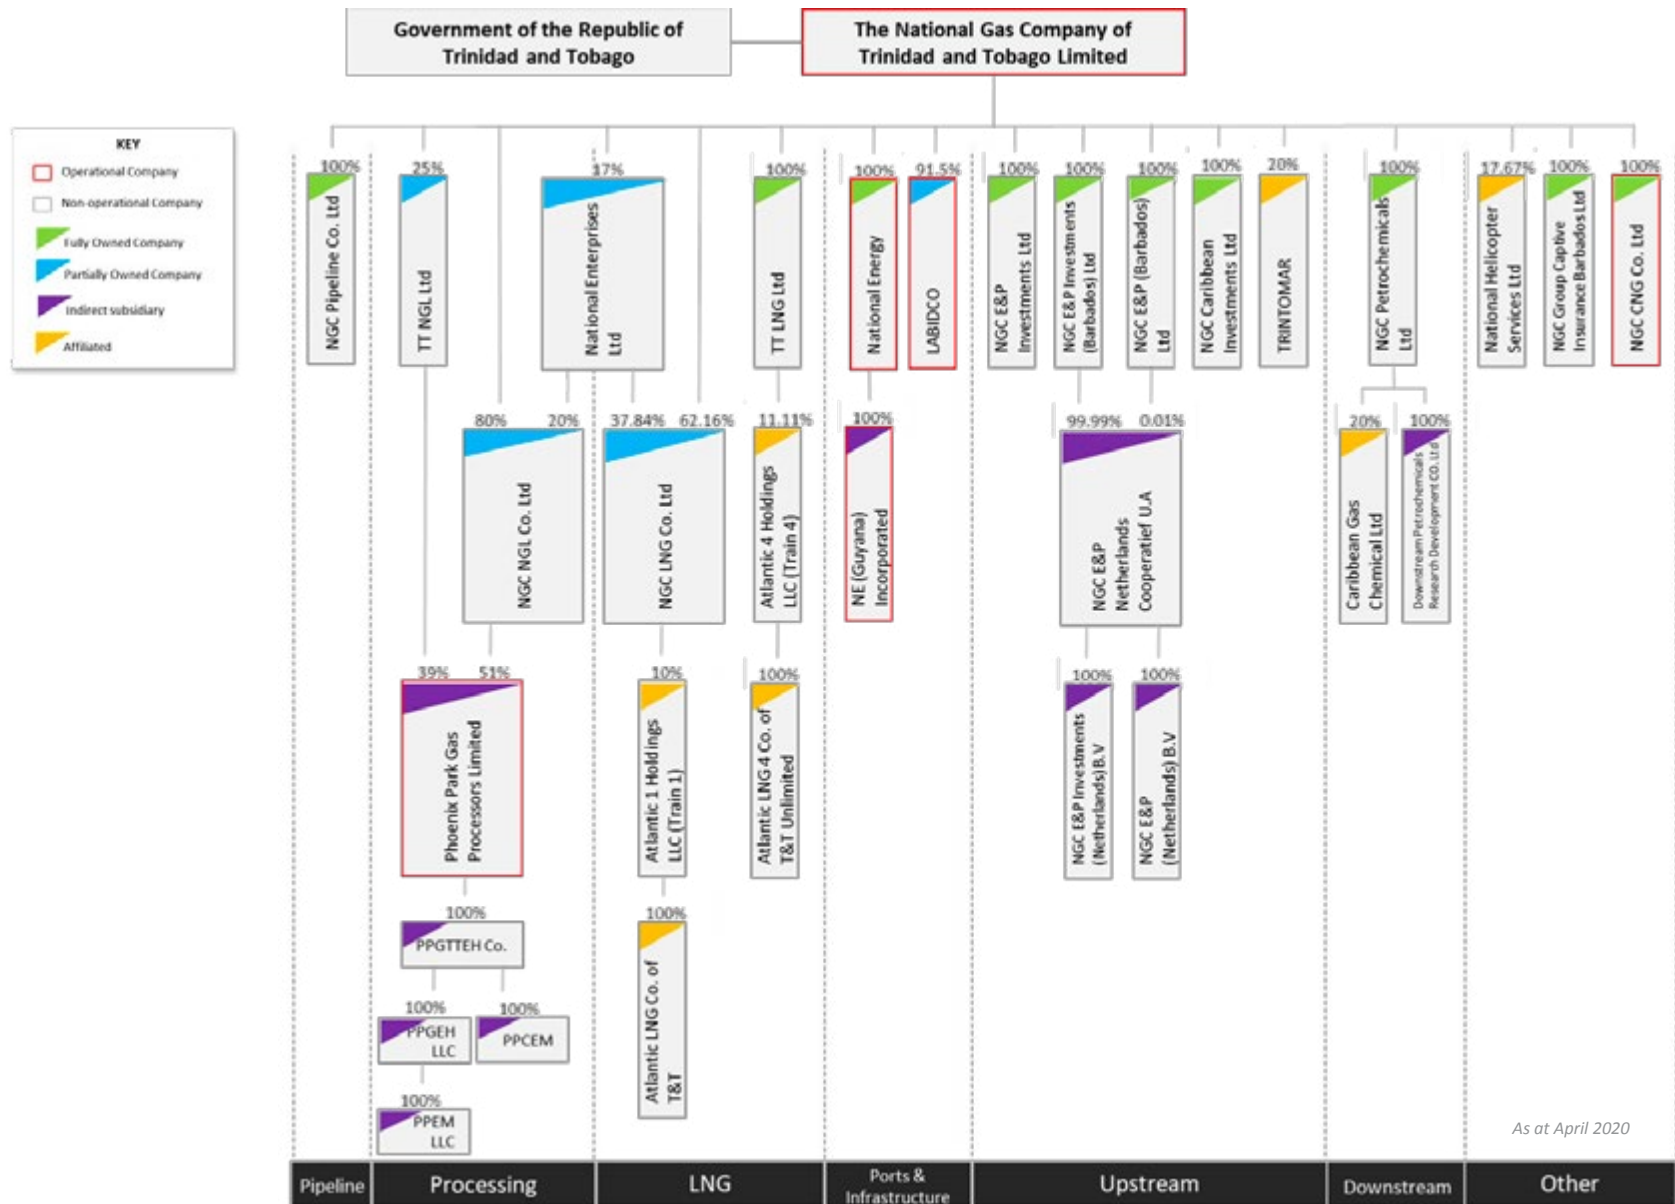 Government of the Republic of
Trinidad and Tobago
The National Gas Company of
Trinidad and Tobago Limited
KEY
Operational Company
Non-operational Company
Fully Owned Company
Partially Owned Company
Indirect subsidiary
Affiliated
100%
NGC Pipeline Co. Ltd
25%
TT NGL Ltd
17%
National Enterprises
Ltd
100%
TT LNG Ltd
100%
National Energy
91.5%
LABIDCO
100%
NGC E&P
Investments Ltd
100%
NGC E&P Investments
(Barbados) Ltd
100%
NGC E&P (Barbados)
Ltd
100%
NGC Caribbean
Investments Ltd
20%
TRINTOMAR
100%
NGC Petrochemicals
Ltd
17.67%
National Helicopter
Services Ltd
100%
NGC Group Captive
Insurance Barbados Ltd
100%
NGC CNG Co. Ltd
80% 20%
NGC NGL Co. Ltd
37.84% 62.16%
NGC LNG Co. Ltd
11.11%
Atlantic 4 Holdings
LLC (Train 4)
100%
NE (Guyana)
Incorporated
99.99% 0.01%
NGC E&P
Netherlands
Cooperatief U.A
20%
Caribbean Gas
Chemical Ltd
100%
Downstream Petrochemicals
Research Development CO. Ltd
39% 51%
Phoenix Park Gas
Processors Limited
10%
Atlantic 1 Holdings
LLC (Train 1)
100%
Atlantic LNG 4 Co. of
T&T Unlimited
100%
NGC E&P Investments
(Netherlands) B.V
100%
NGC E&P
(Netherlands) B.V
100%
PPGTTEH Co.
100%
Atlantic LNG Co. of
T&T
100%
PPGEH
LLC
100%
PPCEM
100%
PPEM
LLC
As at April 2020
Pipeline
Processing
LNG
Ports &
Infrastructure
Upstream
Downstream
Other